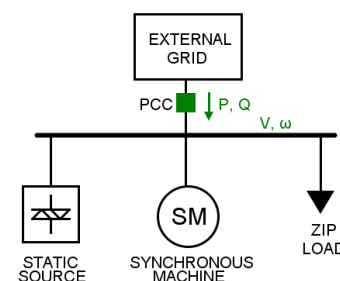 EXTERNAL
GRID
PCC
P, Q
V, ω
SM
STATIC
SOURCE
SYNCHRONOUS
MACHINE
ZIP
LOAD